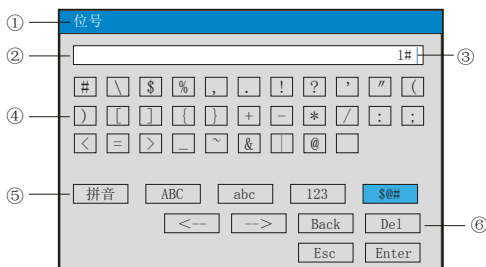 ① 位号
② 1# ③
# \ $ % , . ! ? ' " (
④ ) [ ] { } + - * / : ;
< = > _ ~ & | @
⑤ 拼音 ABC abc 123 $@#
<-- --> Back Del ⑥
Esc Enter